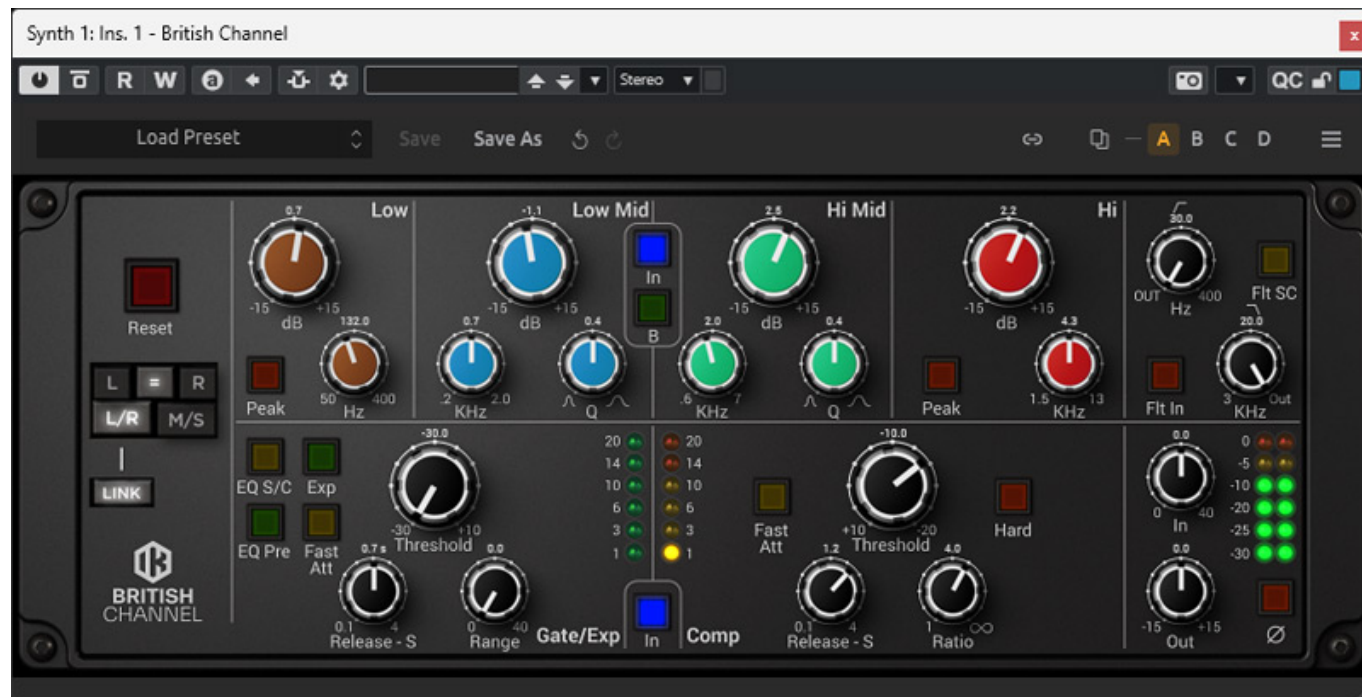 Synth 1: Ins. 1 - British Channel
x
R W a Stereo QC
Load Preset Save Save As A B C D
0.7 Low -1.1 Low Mid 2.5 Hi Mid 2.2 Hi 30.0
In
-15 +15 -15 +15 -15 +15 -15 +15 OUT 400 Flt SC
dB dB dB dB Hz
Reset
B
132.0 0.7 0.4 2.0 0.4 4.3 20.0
L = R
Peak 50 400 .2 2.0 .6 7 Peak 1.5 13 Flt In 3 Out
Hz KHz Q KHz Q KHz KHz
L/R M/S
-30.0 -10.0 0.0
20 20 0
14 14 -5
10 10 -10
6 6 -20
3 3 -25
1 1 -30
LINK
EQ S/C Exp
EQ Pre Fast Att
-30 +10
Threshold
Fast Att
+10 -20
Threshold
Hard
0 40
In
0.7 s 0.0 1.2 4.0 0.0
0.1 4 0 40 0.1 4 1 ∞ -15 +15
Release - S Range Gate/Exp In Comp Release - S Ratio Out Ø
BRITISH
CHANNEL